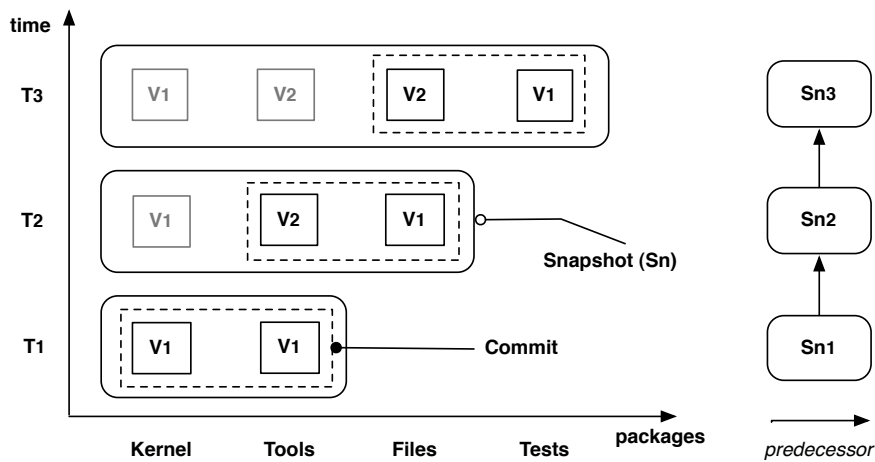 time
T3
V1
V2
V2
V1
Sn3
T2
V1
V2
V1
Snapshot (Sn)
Sn2
T1
V1
V1
Commit
Sn1
packages
Kernel
Tools
Files
Tests
predecessor